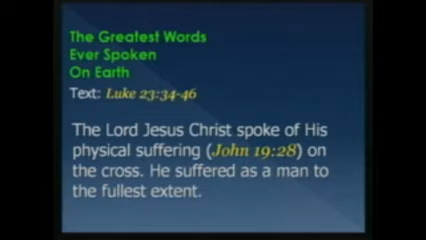 The Greatest Words
Ever Spoken
On Earth
Text: Luke 23:34-46
The Lord Jesus Christ spoke of His
physical suffering (John 19:28) on
the cross. He suffered as a man to
the fullest extent.